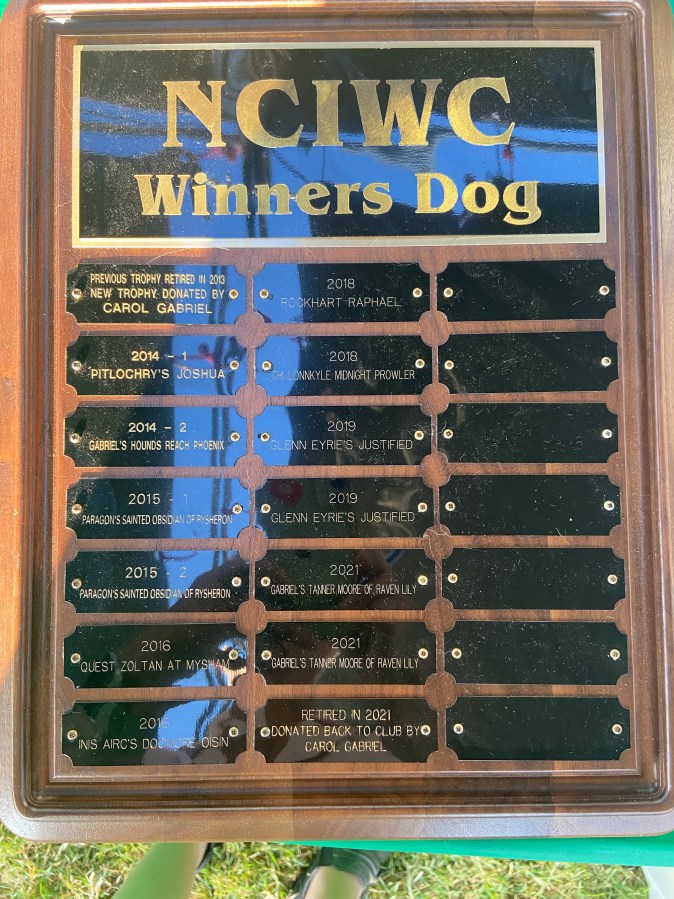 NCIWC
Winners Dog
PREVIOUS TROPHY RETIRED IN 2013
NEW TROPHY DONATED BY
CAROL GABRIEL
2014 - 1
PITLOCHRY'S JOSHUA
2014 - 2
GABRIEL'S HOUNDS REACH PHOENIX
2015 - 1
PARAGON'S SAINTED OBSIDIAN OF RYSHERON
2015 - 2
PARAGON'S SAINTED OBSIDIAN OF RYSHERON
2016
QUEST ZOLTAN AT MYSHAM
2016
INIS AIRC'S OISIN
2018
ROCKHART RAPHAEL
2018
MIDNIGHT PROWLER
2019
GLENN EYRIE'S JUSTIFIED
2019
GLENN EYRIE'S JUSTIFIED
2021
GABRIEL'S TANNER MOORE OF RAVEN LILY
2021
GABRIEL'S TANNER MOORE OF RAVEN LILY
RETIRED IN 2021
DONATED BACK TO CLUB BY
CAROL GABRIEL